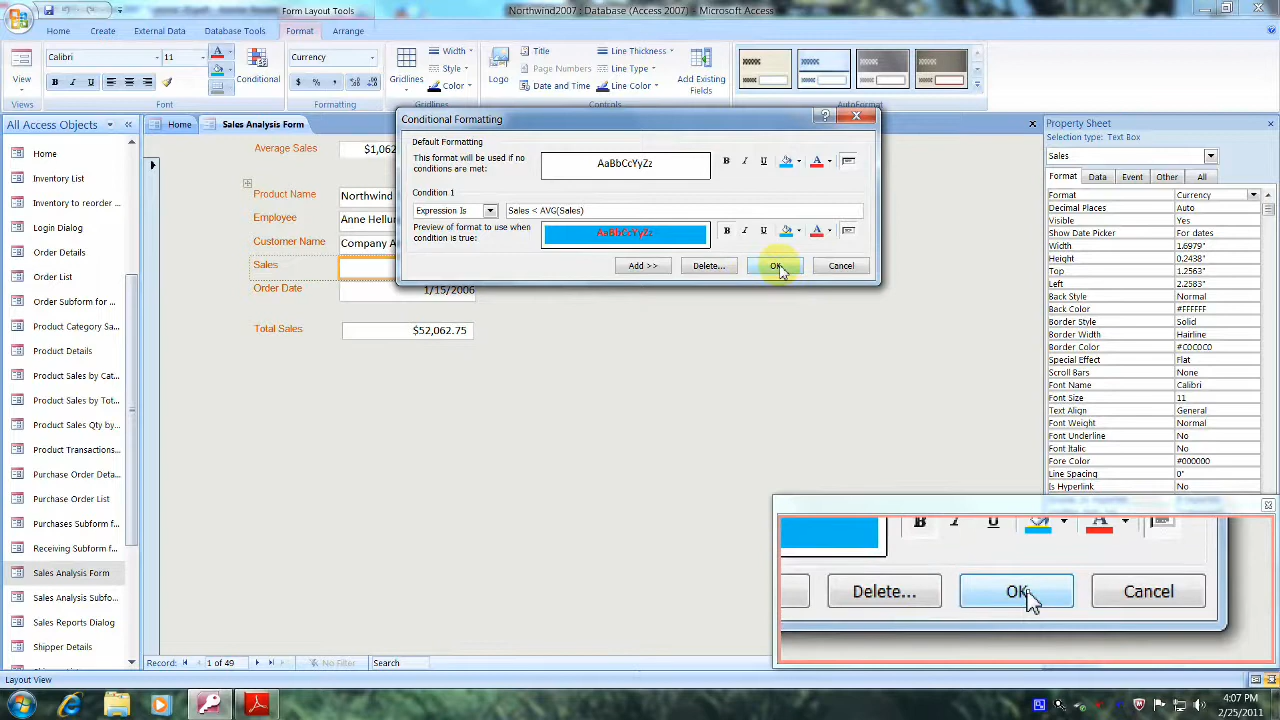 Form Layout Tools
Northwind2007 : Database (Access 2007) - Microsoft Access
Home
Create
External Data
Database Tools
Format
Arrange
View
Views
Calibri
11
B I U
Conditional
Font
Currency
$ % ,
Formatting
Gridlines
Width
Style
Color
Gridlines
Logo
Title
Page Numbers
Date and Time
Line Thickness
Line Type
Line Color
Add Existing
Fields
Controls
AutoFormat
All Access Objects
Home
Inventory List
Inventory to reorder ...
Login Dialog
Order Details
Order List
Order Subform for...
Product Category Sa...
Product Details
Product Sales by Cat...
Product Sales by Tot...
Product Sales Qty by...
Product Transactions...
Purchase Order Deta...
Purchase Order List
Purchases Subform f...
Receiving Subform f...
Sales Analysis Form
Sales Analysis Subfo...
Sales Reports Dialog
Shipper Details
Home
Sales Analysis Form
Average Sales
$1,062
Product Name
Northwind
Employee
Anne Hellun
Customer Name
Company A
Sales
Order Date
1/15/2006
Total Sales
$52,062.75
Conditional Formatting
Default Formatting
This format will be used if no
conditions are met:
AaBbCcYyZz
B I U A
Condition 1
Expression Is
Sales < AVG(Sales)
Preview of format to use when
condition is true:
AaBbCcYyZz
B I U A
Add >>
Delete...
OK
Cancel
Property Sheet
Selection type: Text Box
Sales
Format
Data
Event
Other
All
Format Currency
Decimal Places Auto
Visible Yes
Show Date Picker For dates
Width 1.6979"
Height 0.2438"
Top 1.2563"
Left 2.2583"
Back Style Normal
Back Color #FFFFFF
Border Style Solid
Border Width Hairline
Border Color #C0C0C0
Special Effect Flat
Scroll Bars None
Font Name Calibri
Font Size 11
Text Align General
Font Weight Normal
Font Underline No
Font Italic No
Fore Color #000000
Line Spacing 0"
Is Hyperlink No
B I U A
Delete...
OK
Cancel
Record:
1 of 49
No Filter
Search
Layout View
4:07 PM
2/25/2011